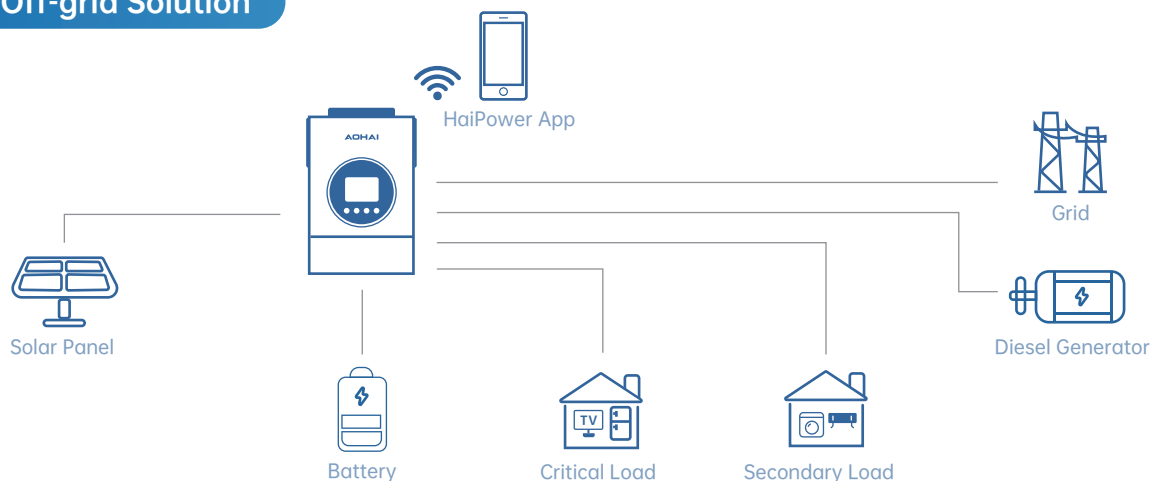 Off-grid Solution
HaiPower App
AOHAI
Grid
Solar Panel
Diesel Generator
TV
Battery
Critical Load
Secondary Load